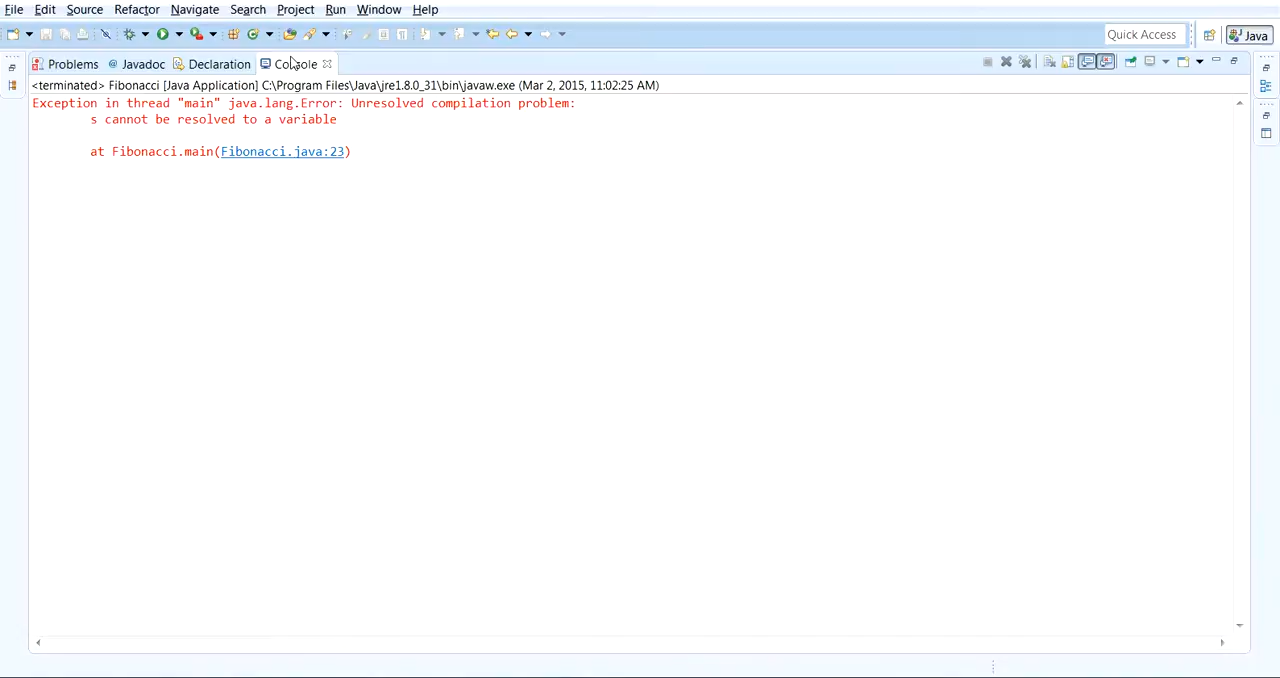 File Edit Source Refactor Navigate Search Project Run Window Help
Quick Access Java
Problems @ Javadoc Declaration Console
<terminated> Fibonacci [Java Application] C:\Program Files\Java\jre1.8.0_31\bin\javaw.exe (Mar 2, 2015, 11:02:25 AM)
Exception in thread "main" java.lang.Error: Unresolved compilation problem:
s cannot be resolved to a variable
at Fibonacci.main(Fibonacci.java:23)